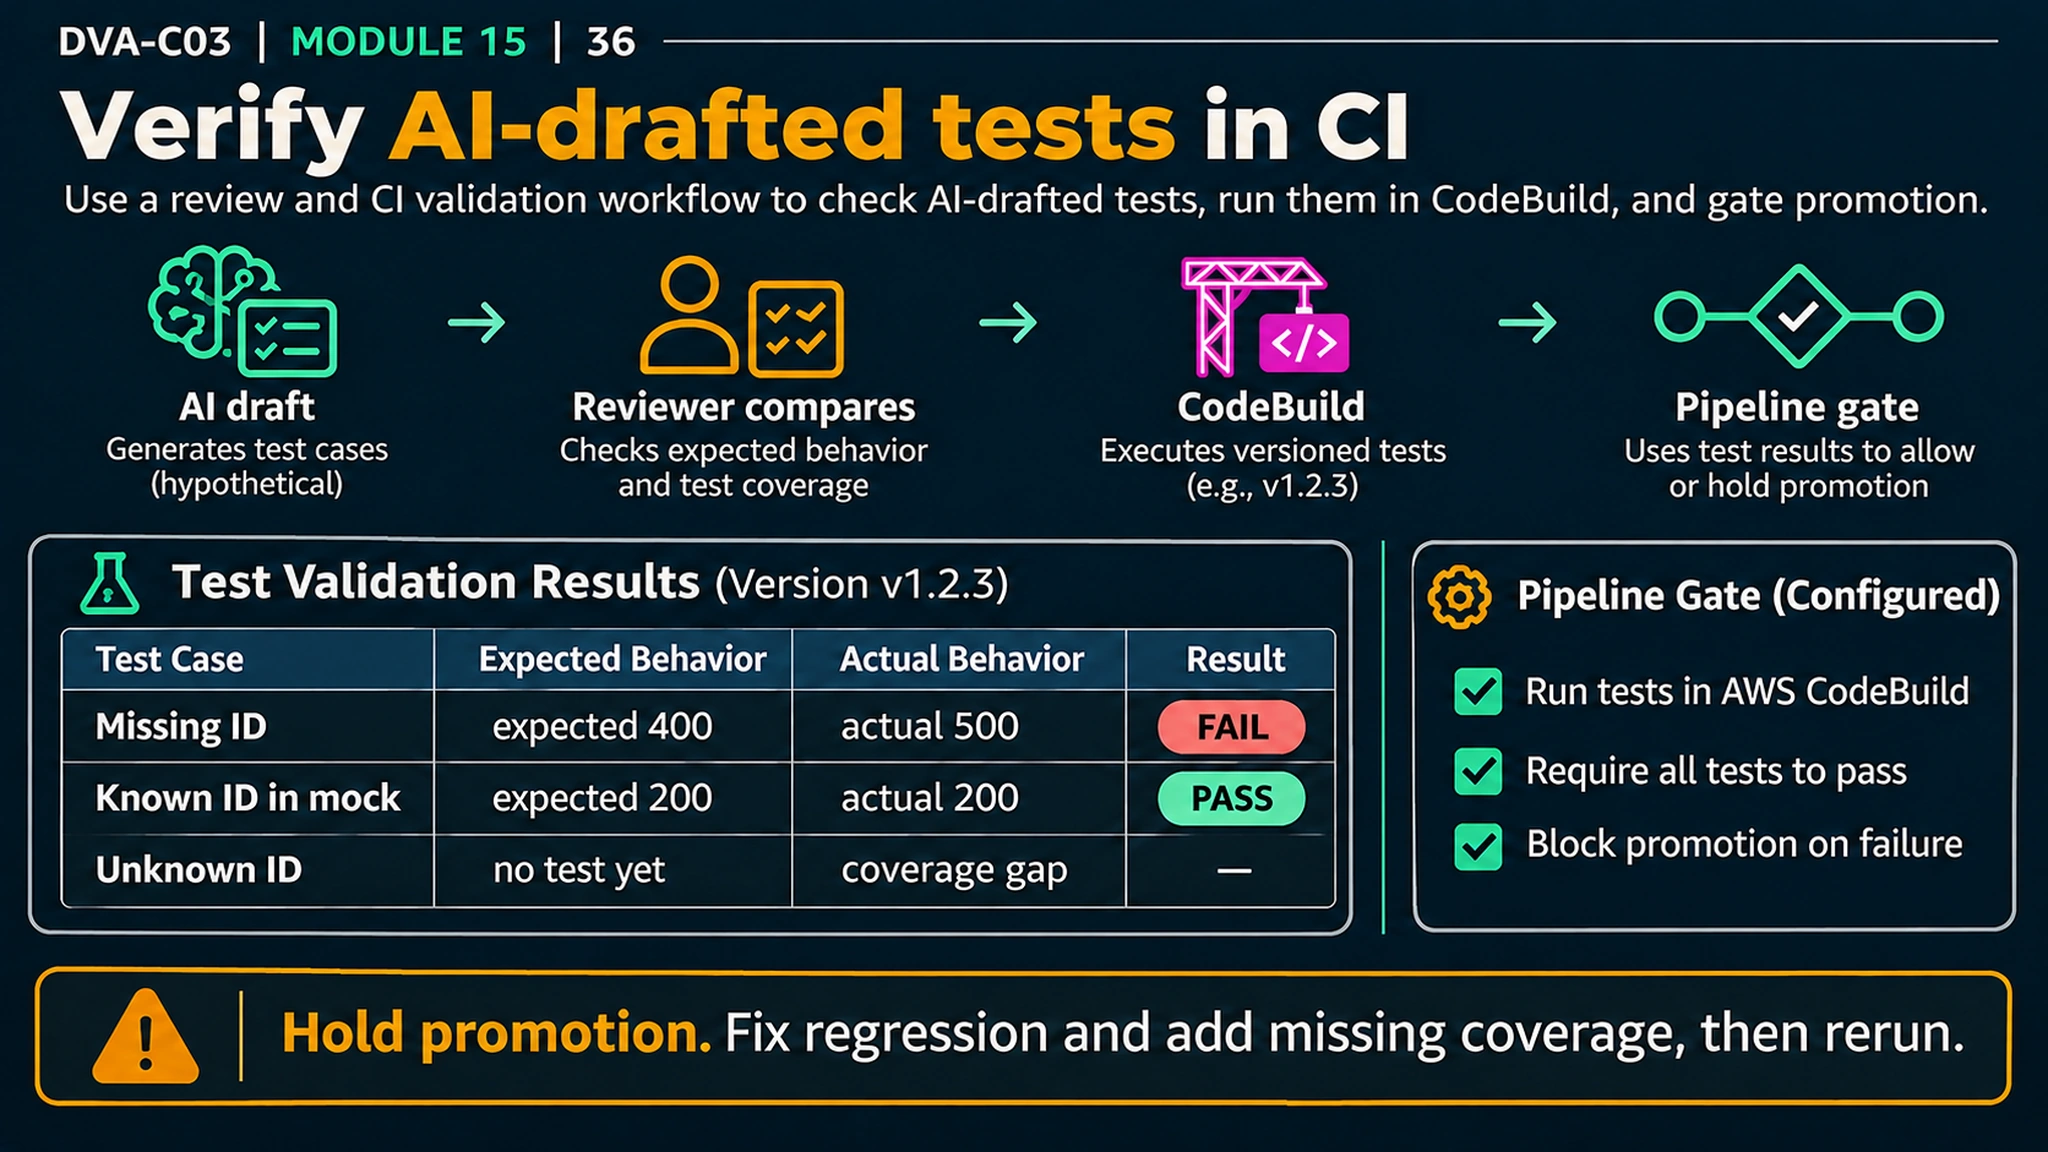 DVA-C03 | MODULE 15 | 36
Verify AI-drafted tests in CI
Use a review and CI validation workflow to check AI-drafted tests, run them in CodeBuild, and gate promotion.
AI draft
Generates test cases
(hypothetical)
Reviewer compares
Checks expected behavior
and test coverage
</>
CodeBuild
Executes versioned tests
(e.g., v1.2.3)
Pipeline gate
Uses test results to allow
or hold promotion
Test Validation Results (Version v1.2.3)
Test Case Expected Behavior Actual Behavior Result
Missing ID expected 400 actual 500 FAIL
Known ID in mock expected 200 actual 200 PASS
Unknown ID no test yet coverage gap —
Pipeline Gate (Configured)
Run tests in AWS CodeBuild
Require all tests to pass
Block promotion on failure
Hold promotion. Fix regression and add missing coverage, then rerun.